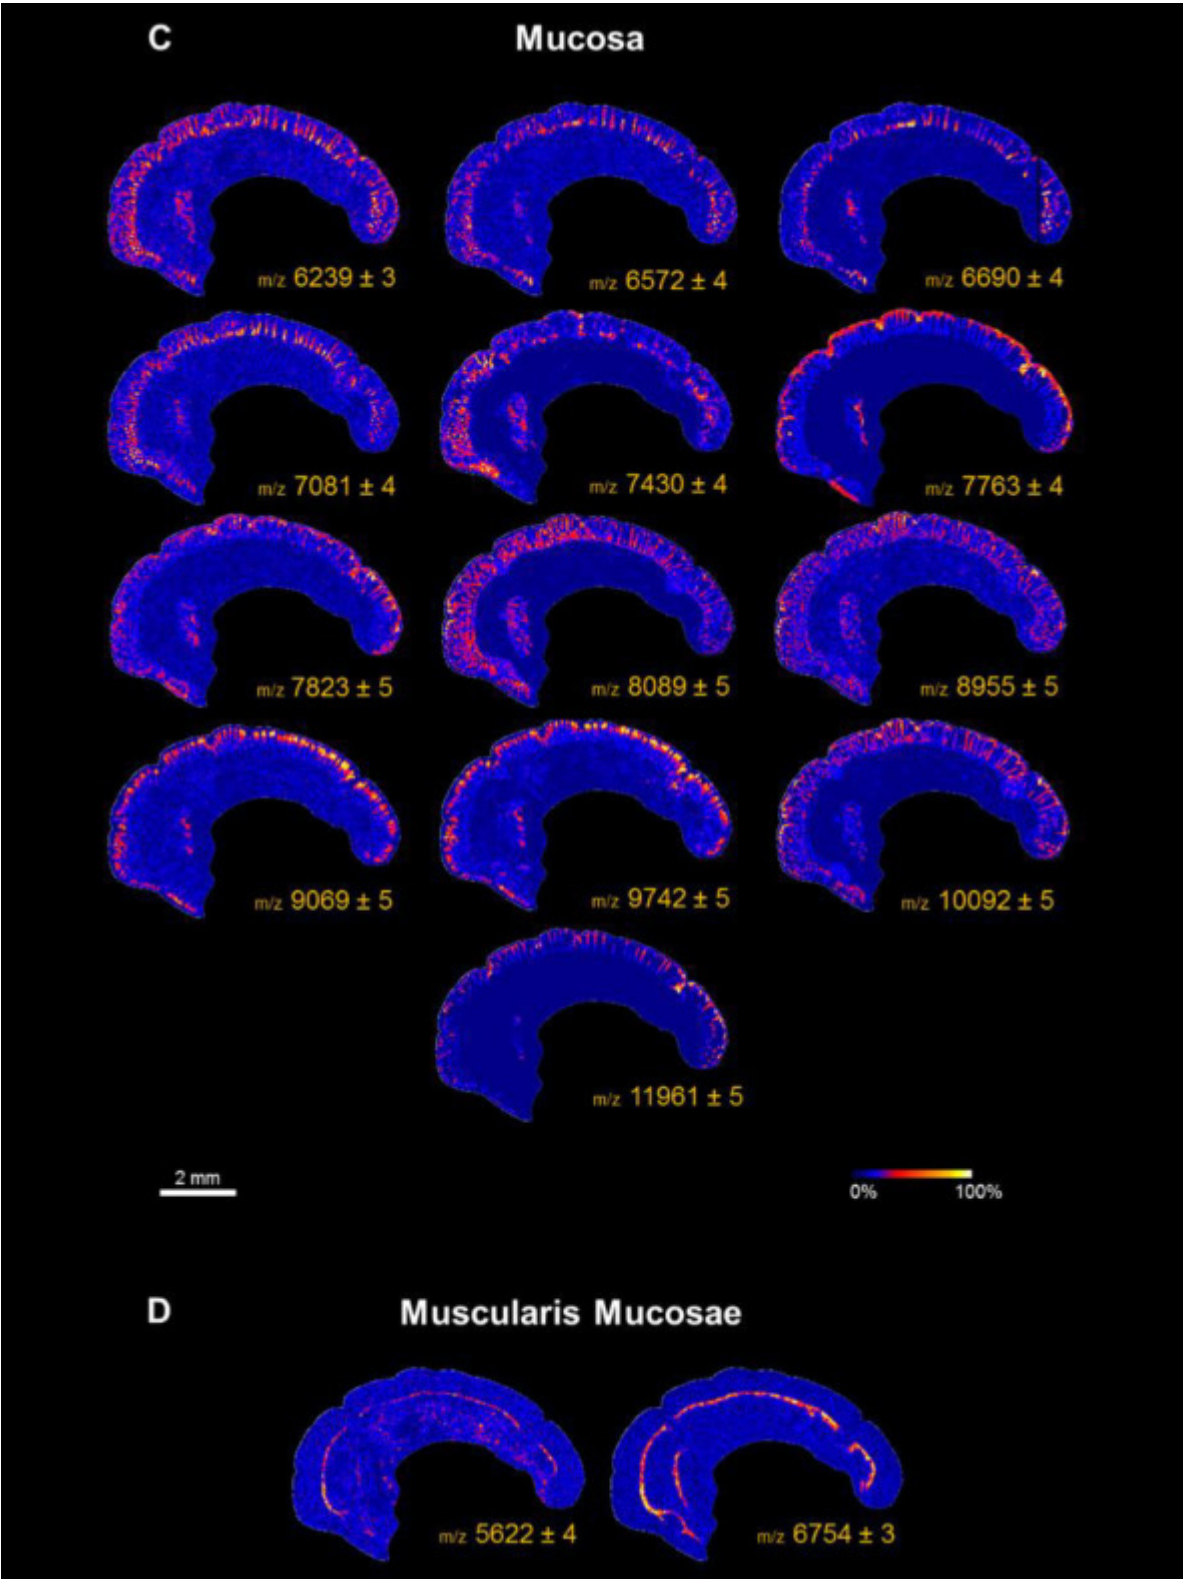 C Mucosa
m/z 6239 ± 3 m/z 6572 ± 4 m/z 6690 ± 4
m/z 7081 ± 4 m/z 7430 ± 4 m/z 7763 ± 4
m/z 7823 ± 5 m/z 8089 ± 5 m/z 8955 ± 5
m/z 9069 ± 5 m/z 9742 ± 5 m/z 10092 ± 5
m/z 11961 ± 5
2 mm
0% 100%
D Muscularis Mucosae
m/z 5622 ± 4 m/z 6754 ± 3